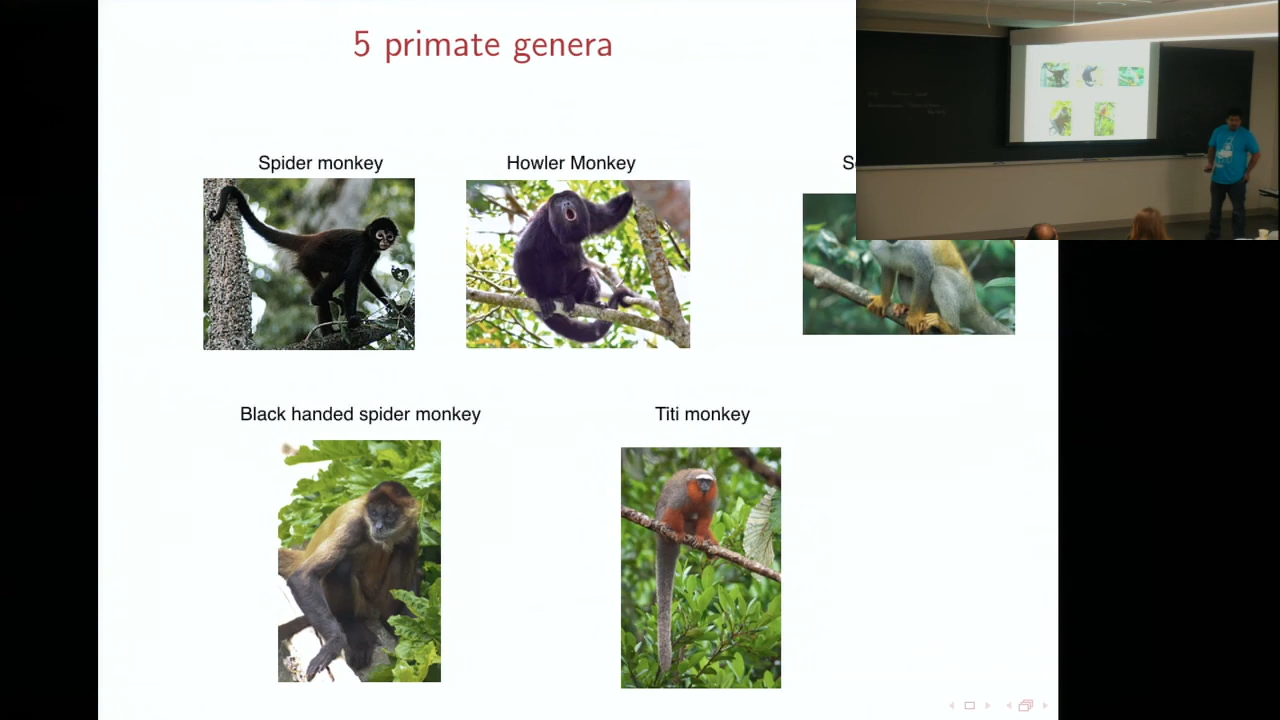 5 primate genera
Spider monkey
Howler Monkey
Black handed spider monkey
Titi monkey